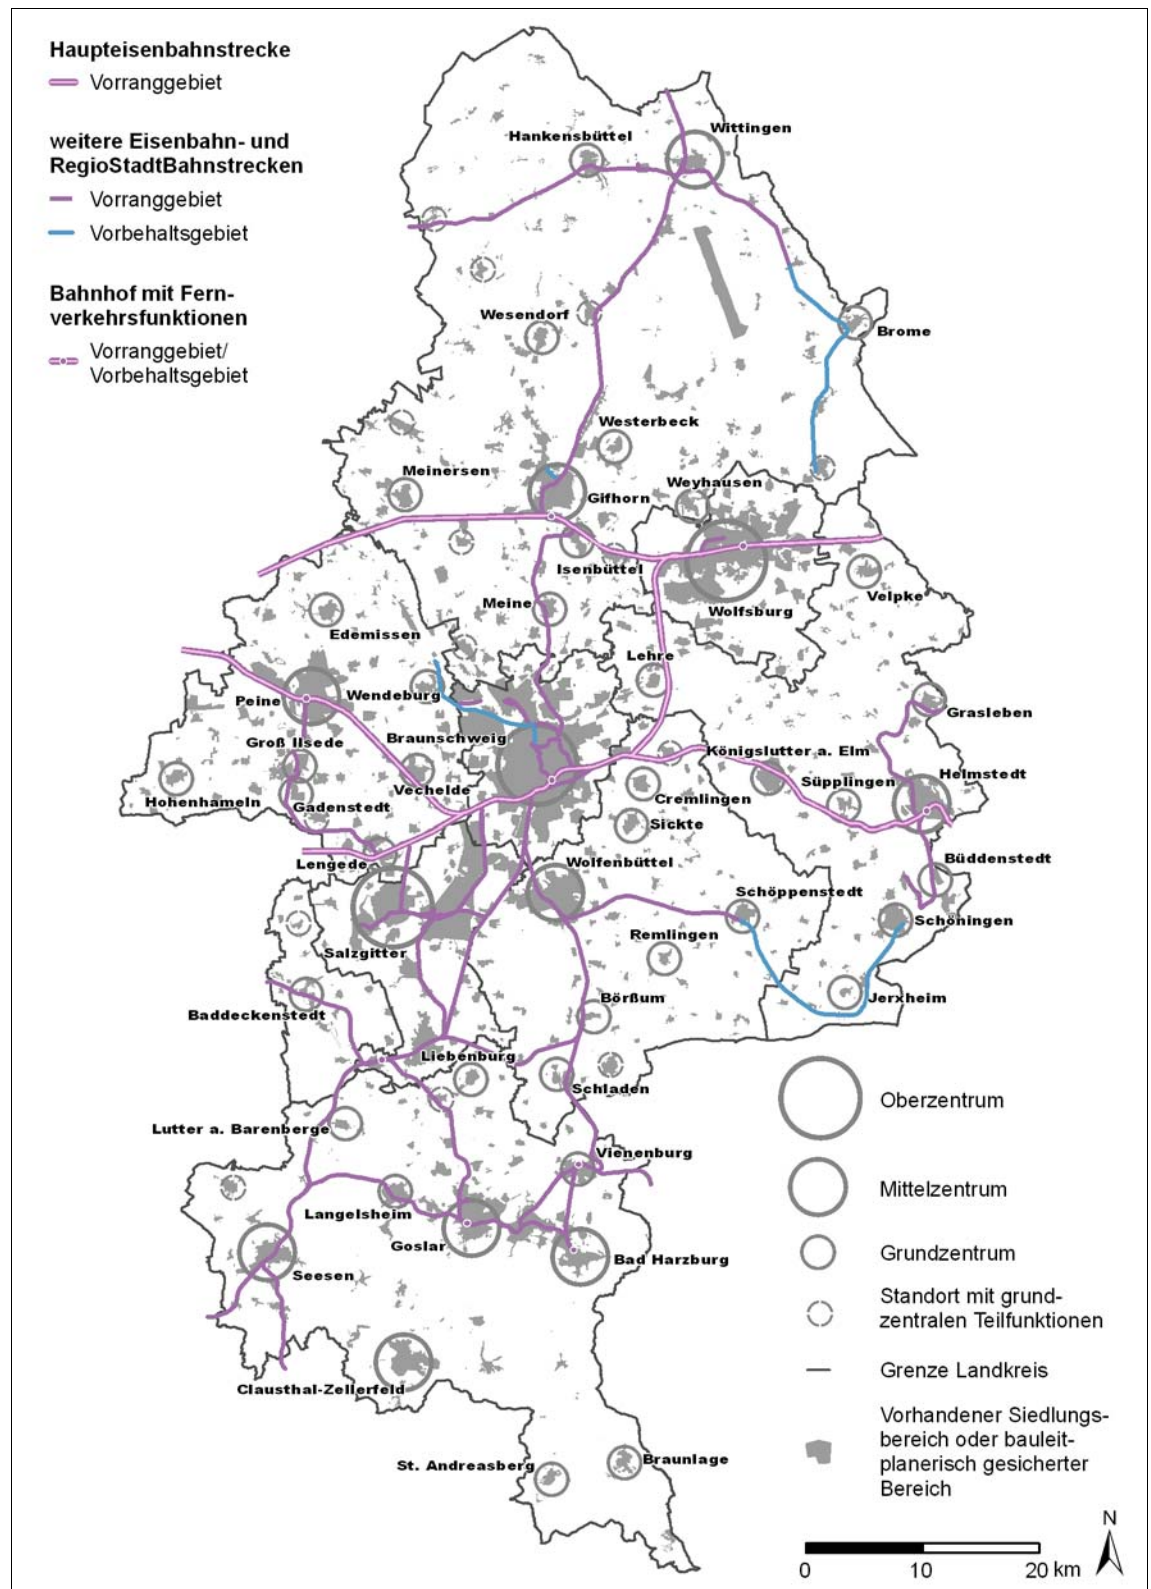 Haupteisenbahnstrecke
Vorranggebiet
weitere Eisenbahn- und
RegioStadtBahnstrecken
Vorranggebiet
Vorbehaltsgebiet
Bahnhof mit Fern-
verkehrsfunktionen
Vorranggebiet/
Vorbehaltsgebiet
Wittingen
Hankensbüttel
Wesendorf
Brome
Westerbeck
Meinersen
Weyhausen
Gifhorn
Isenbüttel
Velpke
Meine
Wolfsburg
Edemissen
Lehre
Wendeburg
Peine
Grasleben
Braunschweig
Groß Ilsede
Königslutter a. Elm
Helmstedt
Süpplingen
Vechelde
Hohenhameln
Gadenstedt
Cremlingen
Sickte
Lengede
Wolfenbüttel
Büddenstedt
Schöppenstedt
Schöningen
Remlingen
Salzgitter
Börßum
Jerxheim
Baddeckenstedt
Liebenburg
Schladen
Lutter a. Barenberge
Vienenburg
Langelsheim
Goslar
Bad Harzburg
Seesen
Clausthal-Zellerfeld
St. Andreasberg
Braunlage
Oberzentrum
Mittelzentrum
Grundzentrum
Standort mit grund-
zentralen Teilfunktionen
Grenze Landkreis
Vorhandener Siedlungs-
bereich oder bauleit-
planerisch gesicherter
Bereich
N
0 10 20 km